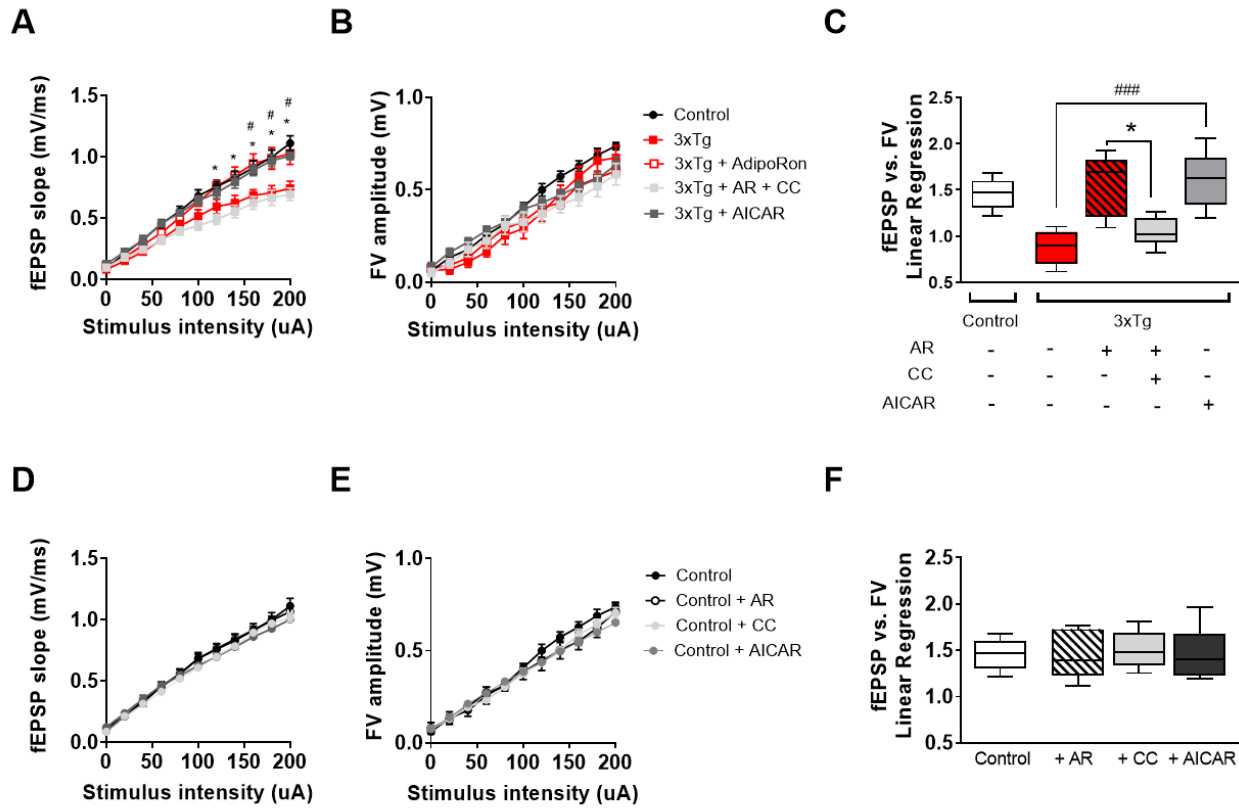 A
fEPSP slope (mV/ms)
1.5
1.0
0.5
0.0
# # #
* * * * *
0 50 100 150 200
Stimulus intensity (uA)
B
FV amplitude (mV)
1.0
0.5
0.0
0 50 100 150 200
Stimulus intensity (uA)
Control
3xTg
3xTg + AdipoRon
3xTg + AR + CC
3xTg + AICAR
C
fEPSP vs. FV
Linear Regression
2.5
2.0
1.5
1.0
0.5
###
*
Control 3xTg
AR - - + + -
CC - - - + -
AICAR - - - - +
D
fEPSP slope (mV/ms)
1.5
1.0
0.5
0.0
0 50 100 150 200
Stimulus intensity (uA)
E
FV amplitude (mV)
1.0
0.5
0.0
0 50 100 150 200
Stimulus intensity (uA)
Control
Control + AR
Control + CC
Control + AICAR
F
fEPSP vs. FV
Linear Regression
2.5
2.0
1.5
1.0
0.5
Control + AR + CC + AICAR